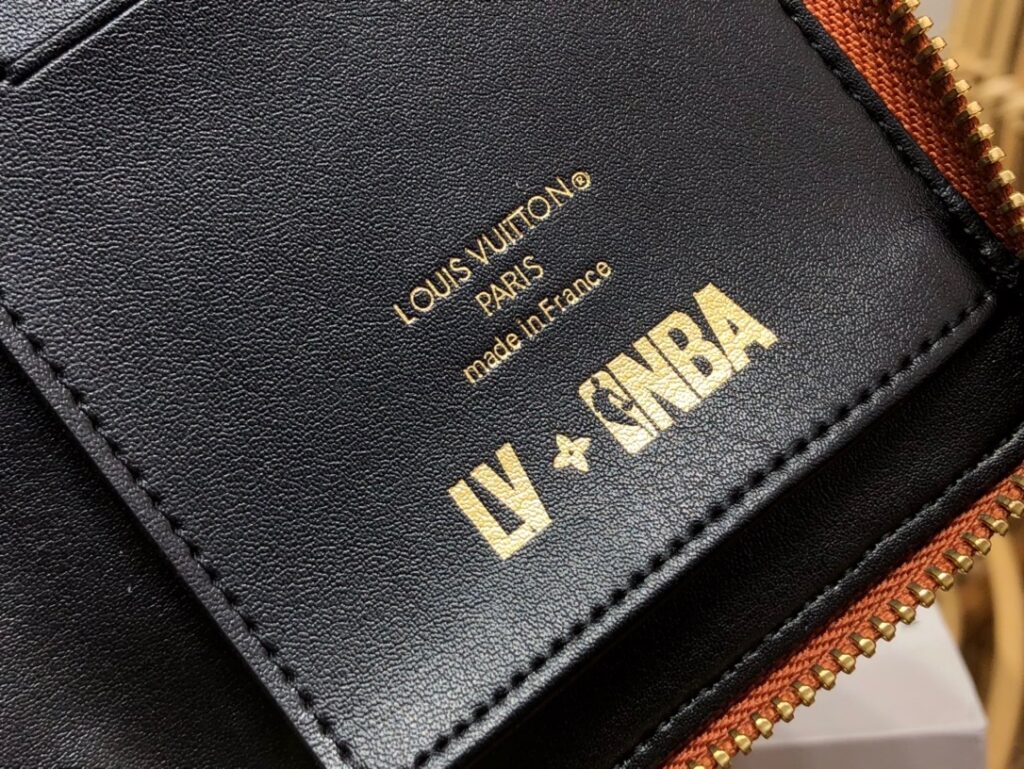 LOUIS VUITTON®
PARIS
made in France
LV + NBA